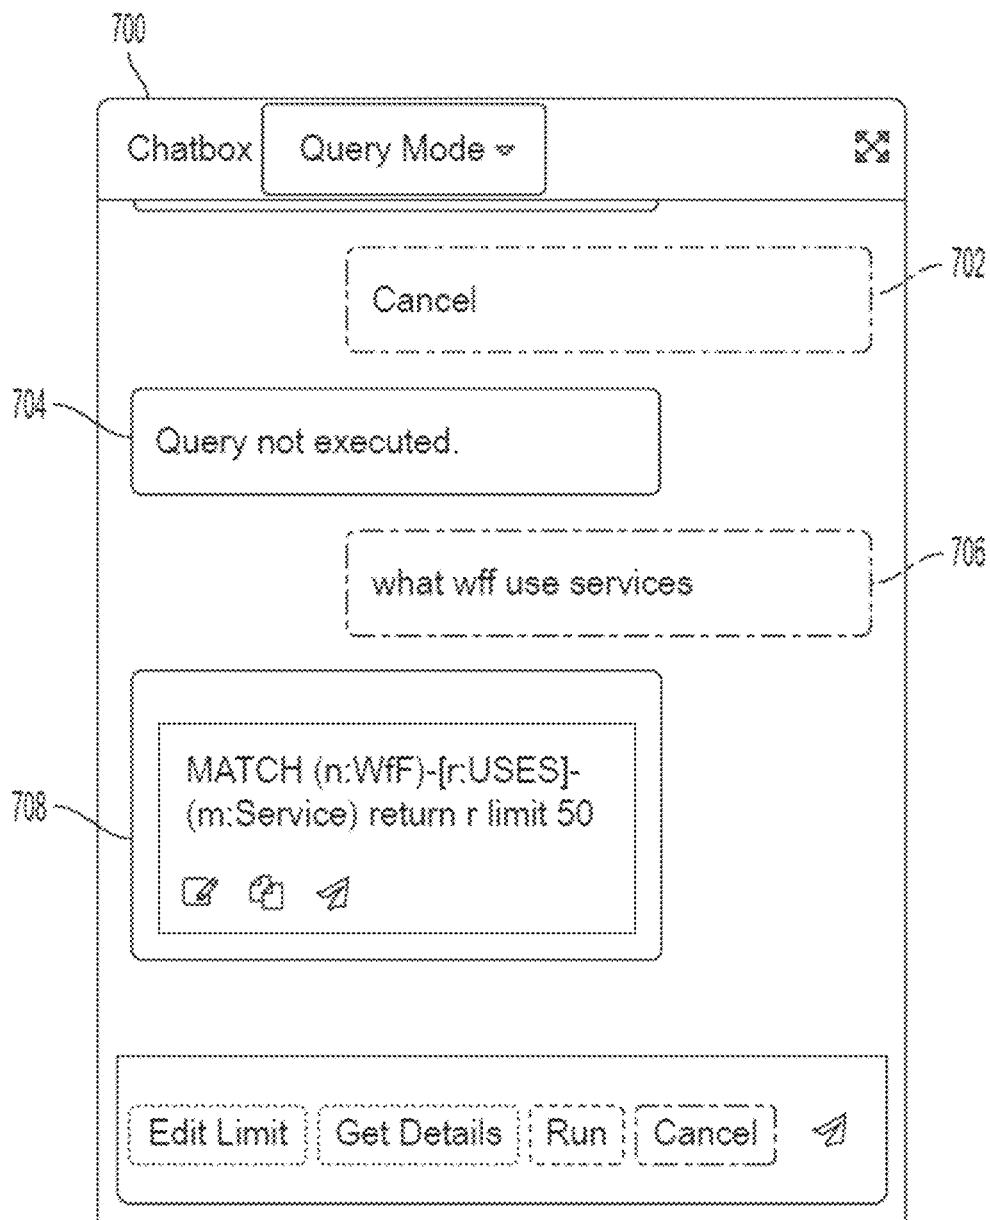 700
Chatbox Query Mode
702
Cancel
704
Query not executed.
706
what wff use services
708
MATCH (n:WfF)-[r:USES]-
(m:Service) return r limit 50
Edit Limit Get Details Run Cancel